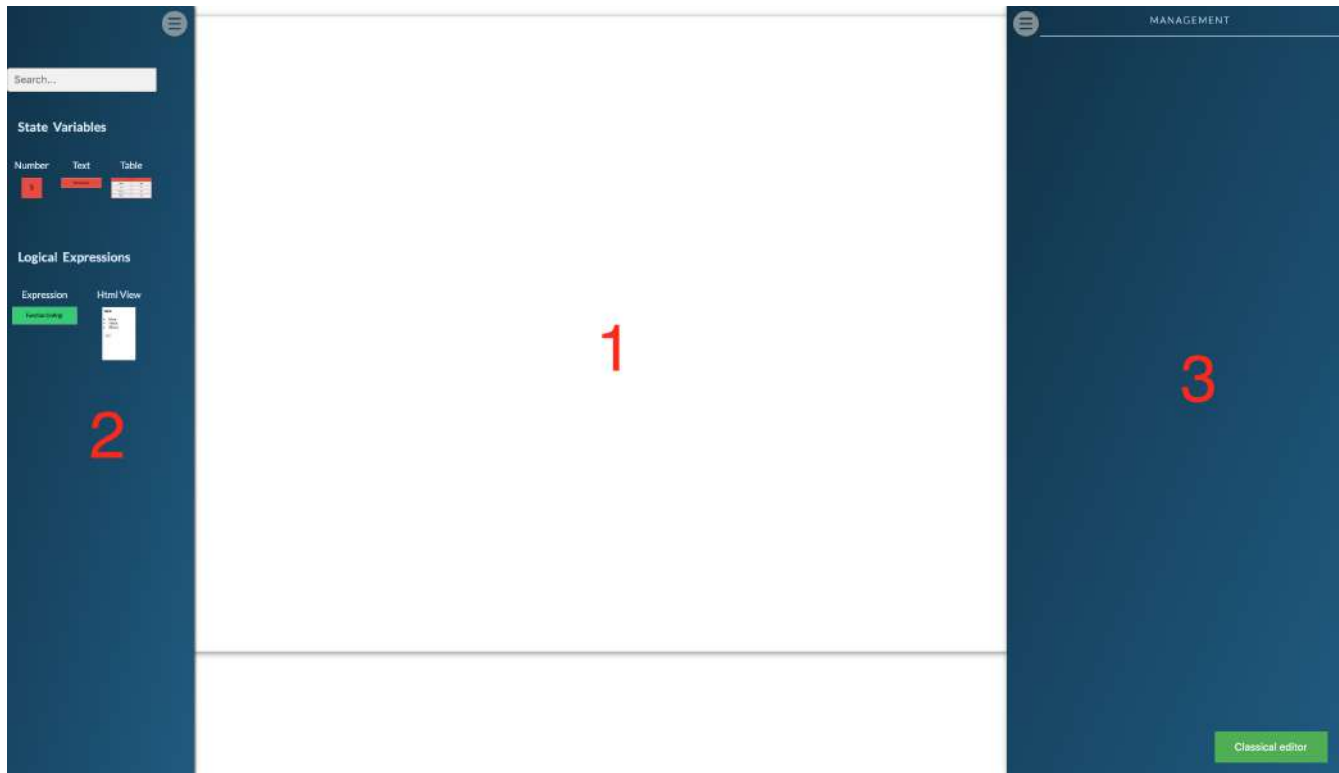 MANAGEMENT
Search...
State Variables
Number Text Table
Logical Expressions
Expression Html View
1
3
2
Classical editor